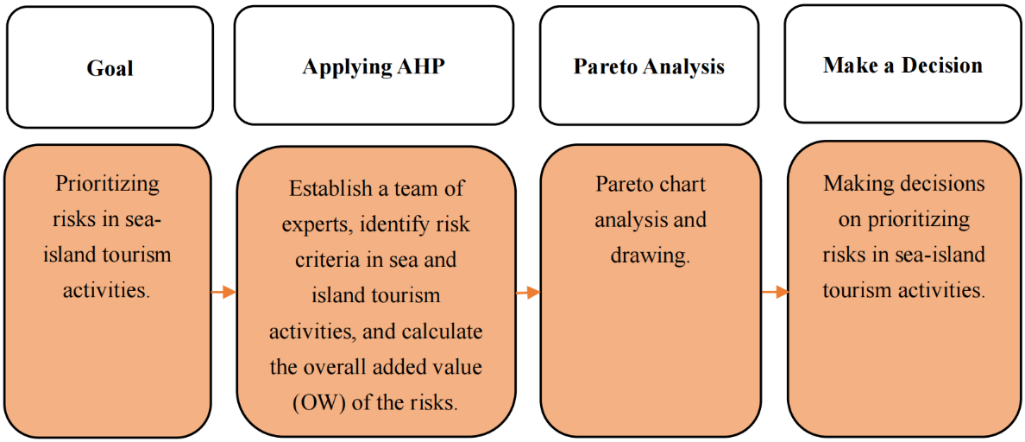 Goal
Applying AHP
Pareto Analysis
Make a Decision
Prioritizing
risks in sea-
island tourism
activities.
Establish a team of
experts, identify risk
criteria in sea and
island tourism
activities, and calculate
the overall added value
(OW) of the risks.
Pareto chart
analysis and
drawing.
Making decisions
on prioritizing
risks in sea-island
tourism activities.